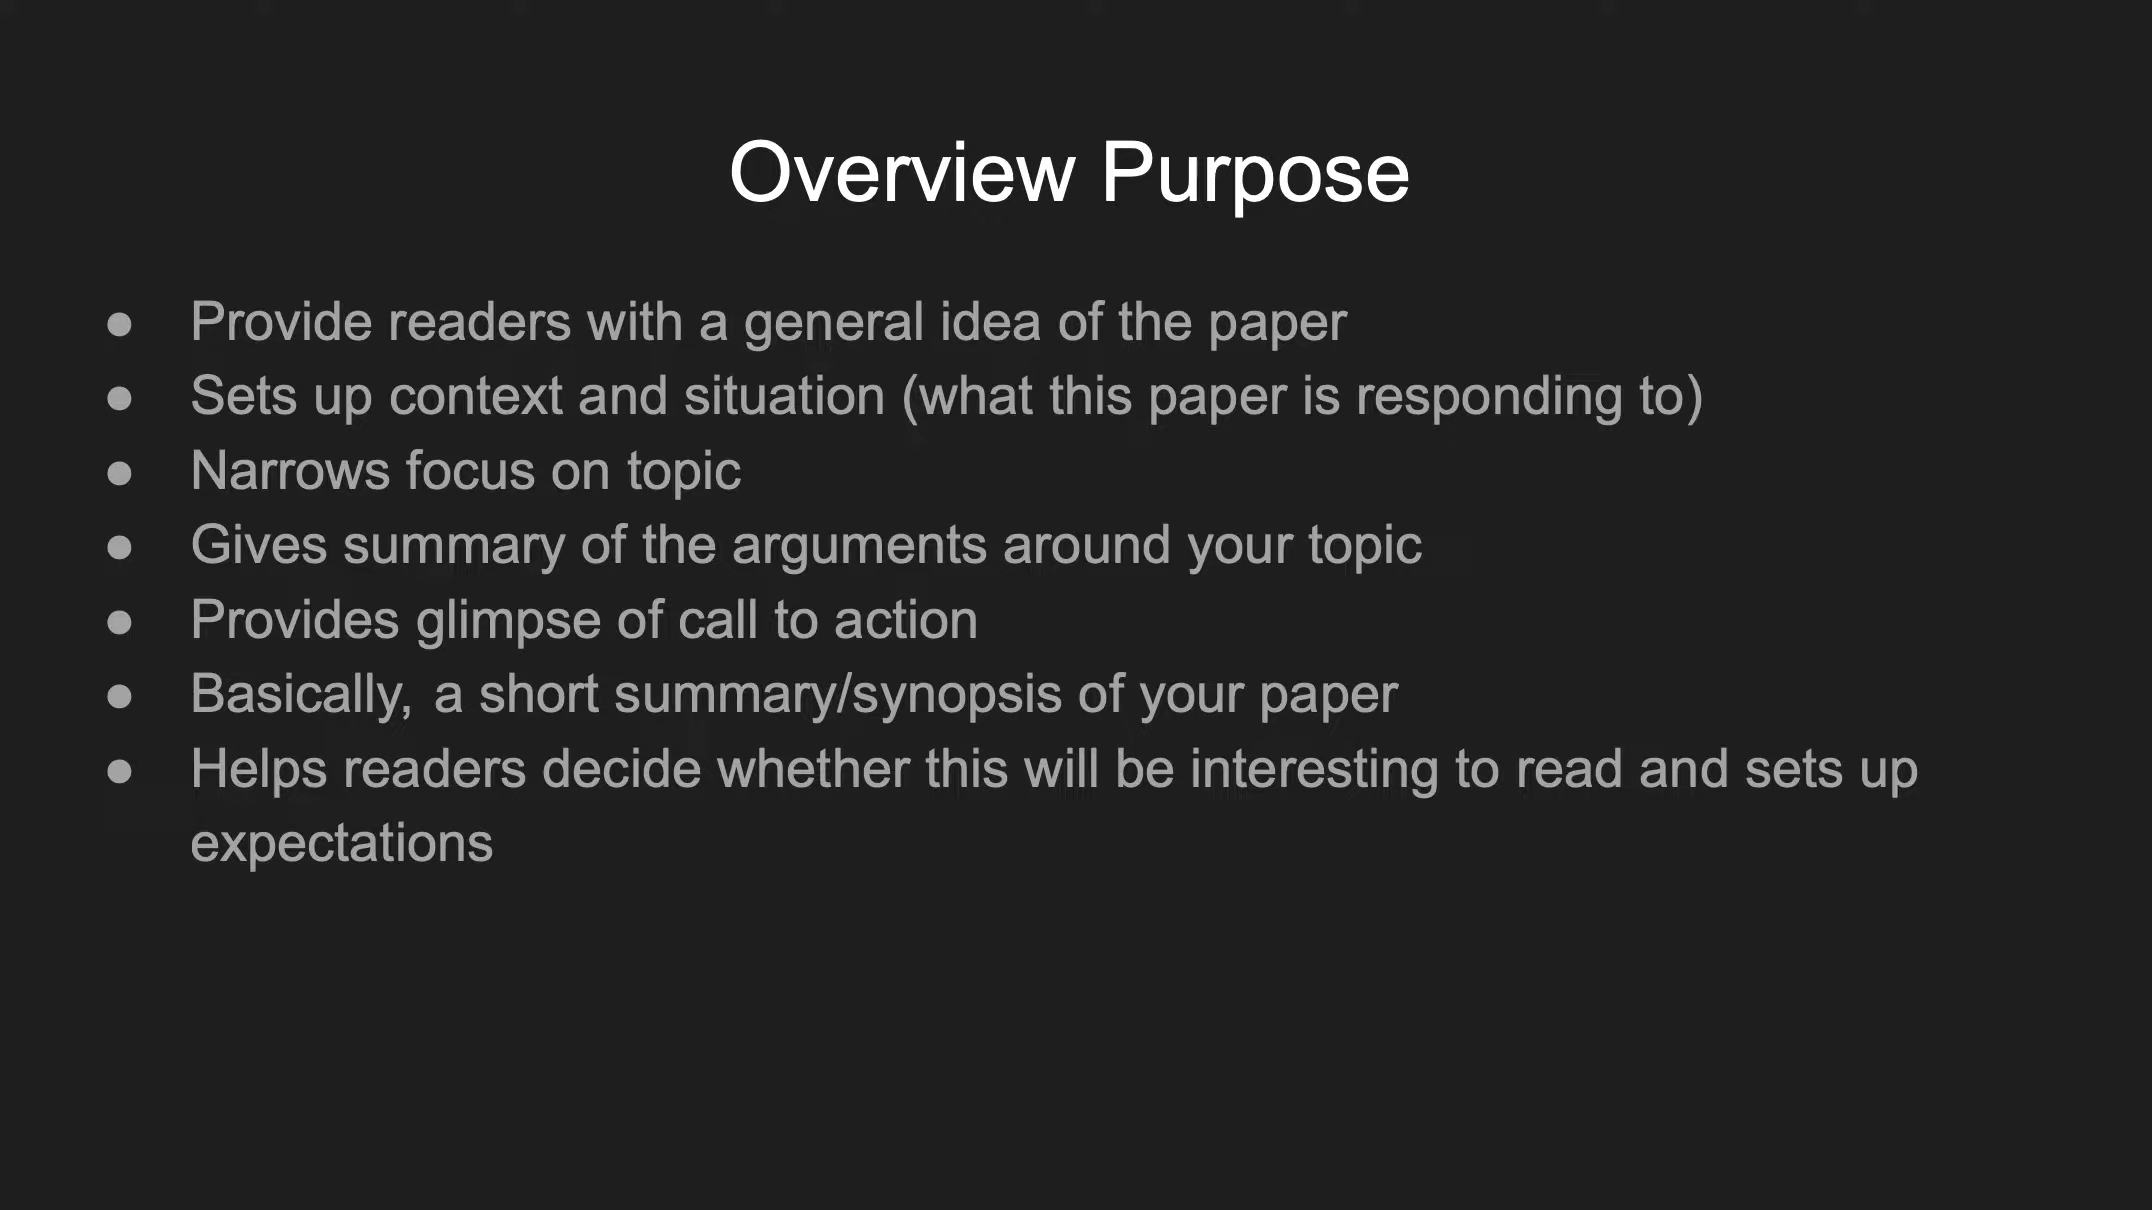 Overview Purpose
● Provide readers with a general idea of the paper
● Sets up context and situation (what this paper is responding to)
● Narrows focus on topic
● Gives summary of the arguments around your topic
● Provides glimpse of call to action
● Basically, a short summary/synopsis of your paper
● Helps readers decide whether this will be interesting to read and sets up
expectations